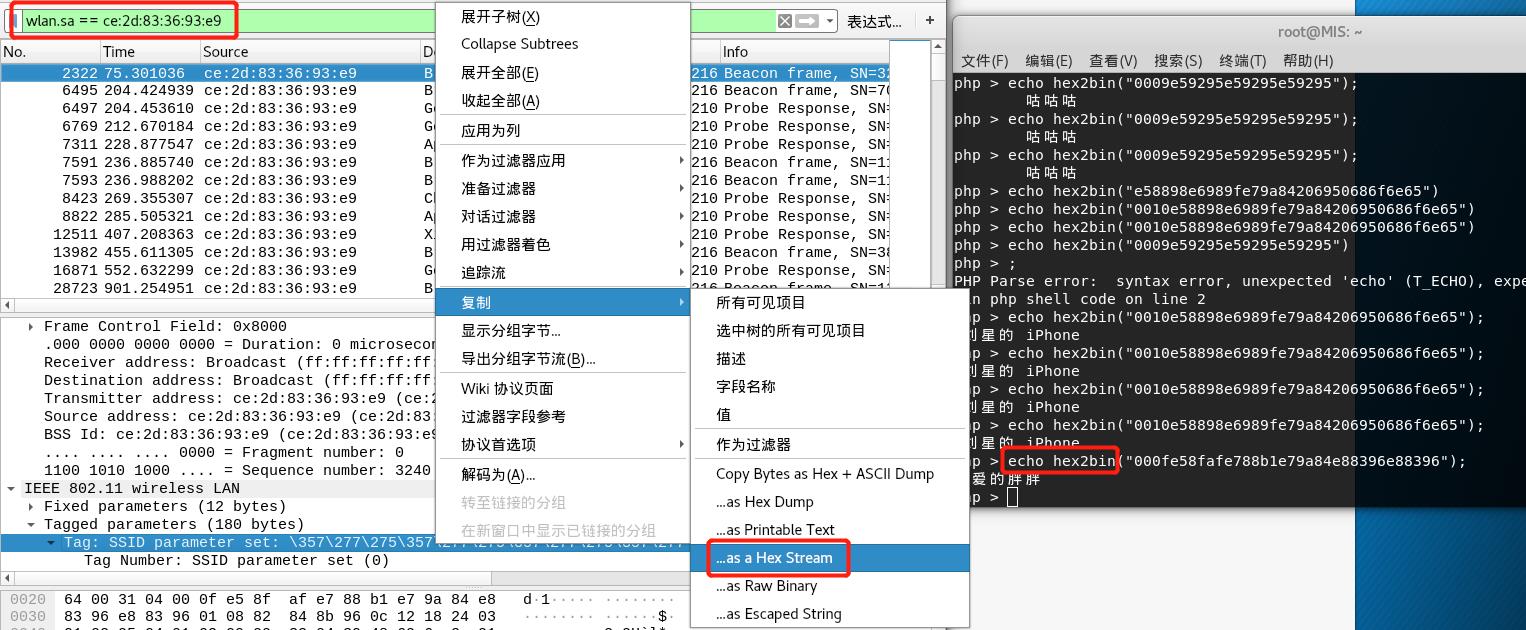 wlan.sa == ce:2d:83:36:93:e9
表达式...
+
No.
Time
Source
Info
2322 75.301036 ce:2d:83:36:93:e9 B 216 Beacon frame, SN=32
6495 204.424939 ce:2d:83:36:93:e9 B 216 Beacon frame, SN=70
6497 204.453610 ce:2d:83:36:93:e9 210 Probe Response, SN=
6769 212.670184 ce:2d:83:36:93:e9 210 Probe Response, SN=
7311 228.877547 ce:2d:83:36:93:e9 210 Probe Response, SN=
7591 236.885740 ce:2d:83:36:93:e9 B 216 Beacon frame, SN=11
7593 236.988202 ce:2d:83:36:93:e9 B 216 Beacon frame, SN=11
8423 269.355307 ce:2d:83:36:93:e9 210 Probe Response, SN=
8822 285.505321 ce:2d:83:36:93:e9 210 Probe Response, SN=
12511 407.208363 ce:2d:83:36:93:e9 210 Probe Response, SN=
13982 455.611305 ce:2d:83:36:93:e9 B 216 Beacon frame, SN=38
16871 552.632299 ce:2d:83:36:93:e9 210 Probe Response, SN=
28723 901.254951 ce:2d:83:36:93:e9 B 216 Beacon frame, SN=
Frame Control Field: 0x8000
.000 0000 0000 0000 = Duration: 0 microsecon
Receiver address: Broadcast (ff:ff:ff:ff:ff:
Destination address: Broadcast (ff:ff:ff:ff:
Transmitter address: ce:2d:83:36:93:e9 (ce:2
Source address: ce:2d:83:36:93:e9 (ce:2d:83:
BSS Id: ce:2d:83:36:93:e9 (ce:2d:83:36:93:e9
.... .... .... 0000 = Fragment number: 0
1100 1010 1000 .... = Sequence number: 3240
IEEE 802.11 wireless LAN
Fixed parameters (12 bytes)
Tagged parameters (180 bytes)
Tag: SSID parameter set: \357\277\275\357\277\275\357\277\275\357\277
Tag Number: SSID parameter set (0)
0020 64 00 31 04 00 0f e5 8f af e7 88 b1 e7 9a 84 e8 d·1····· ········
0030 83 96 e8 83 96 01 08 82 84 8b 96 0c 12 18 24 03 ········ ······$·
展开子树(X)
Collapse Subtrees
展开全部(E)
收起全部(A)
应用为列
作为过滤器应用
准备过滤器
对话过滤器
用过滤器着色
追踪流
复制
显示分组字节...
导出分组字节流(B)...
Wiki 协议页面
过滤器字段参考
协议首选项
解码为(A)...
转至链接的分组
在新窗口中显示已链接的分组
所有可见项目
选中树的所有可见项目
描述
字段名称
值
作为过滤器
Copy Bytes as Hex + ASCII Dump
...as Hex Dump
...as Printable Text
...as a Hex Stream
...as Raw Binary
...as Escaped String
root@MIS: ~
文件(F) 编辑(E) 查看(V) 搜索(S) 终端(T) 帮助(H)
php > echo hex2bin("0009e59295e59295e59295");
咕咕咕
php > echo hex2bin("0009e59295e59295e59295");
咕咕咕
php > echo hex2bin("0009e59295e59295e59295");
咕咕咕
php > echo hex2bin("e58898e6989fe79a84206950686f6e65")
php > echo hex2bin("0010e58898e6989fe79a84206950686f6e65")
php > echo hex2bin("0010e58898e6989fe79a84206950686f6e65")
php > echo hex2bin("0009e59295e59295e59295")
php > ;
PHP Parse error: syntax error, unexpected 'echo' (T_ECHO), expe
in php shell code on line 2
hp > echo hex2bin("0010e58898e6989fe79a84206950686f6e65");
星的 iPhone
hp > echo hex2bin("0010e58898e6989fe79a84206950686f6e65");
星的 iPhone
hp > echo hex2bin("0010e58898e6989fe79a84206950686f6e65");
星的 iPhone
hp > echo hex2bin("0010e58898e6989fe79a84206950686f6e65");
星的 iPhone
hp > echo hex2bin("000fe58fafe788b1e79a84e88396e88396");
爱的胖胖
hp >